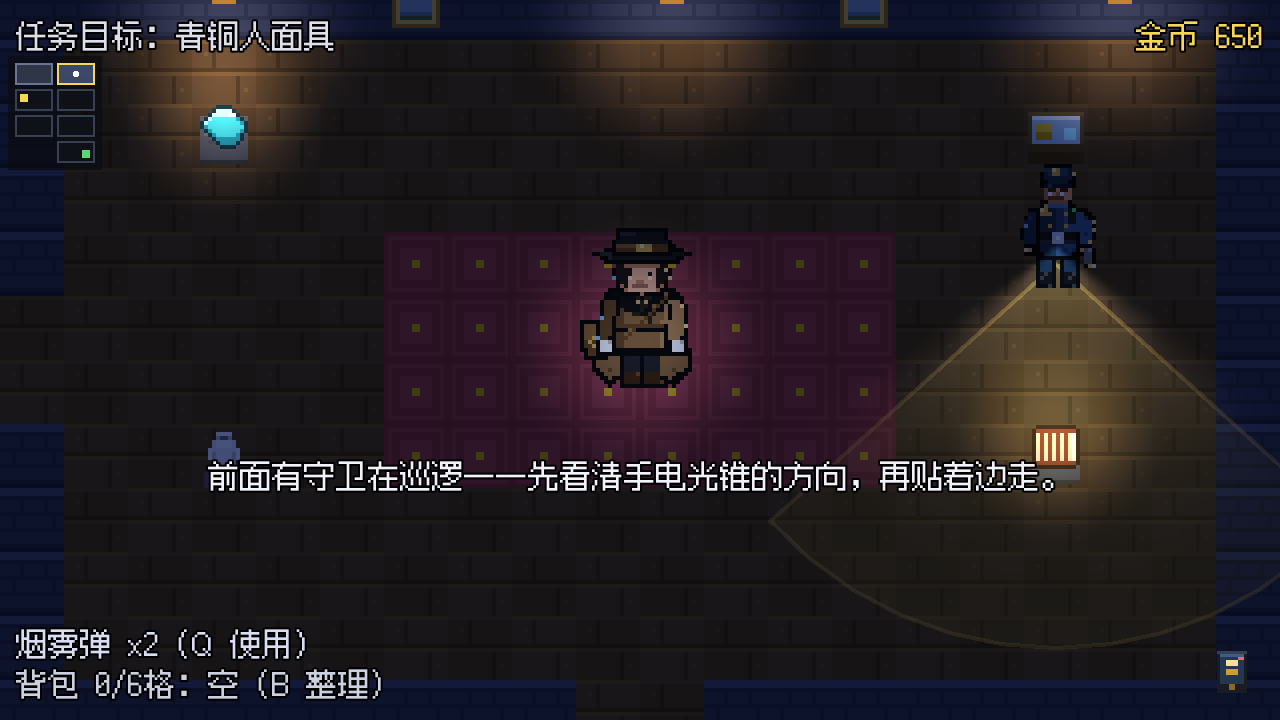 任务目标：青铜人面具
金币 650
前面有守卫在巡逻——先看清手电光锥的方向，再贴着边走。
烟雾弹 x2（Q 使用）
背包 0/6格：空（B 整理）